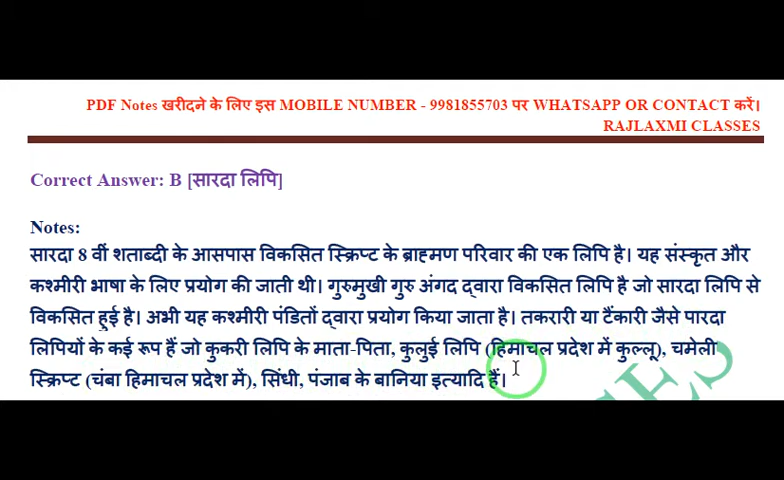 PDF Notes खरीदने के लिए इस MOBILE NUMBER - 9981855703 पर WHATSAPP OR CONTACT करें।
RAJLAXMI CLASSES
Correct Answer: B [सारदा लिपि]
Notes:
सारदा 8 वीं शताब्दी के आसपास विकसित स्क्रिप्ट के ब्राह्मण परिवार की एक लिपि है। यह संस्कृत और
कश्मीरी भाषा के लिए प्रयोग की जाती थी। गुरुमुखी गुरु अंगद द्वारा विकसित लिपि है जो सारदा लिपि से
विकसित हुई है। अभी यह कश्मीरी पंडितों द्वारा प्रयोग किया जाता है। तकरारी या टैंकारी जैसे पारदा
लिपियों के कई रूप हैं जो कुकरी लिपि के माता-पिता, कुलुई लिपि (हिमाचल प्रदेश में कुल्लू), चमेली
स्क्रिप्ट (चंबा हिमाचल प्रदेश में), सिंधी, पंजाब के बानिया इत्यादि हैं।